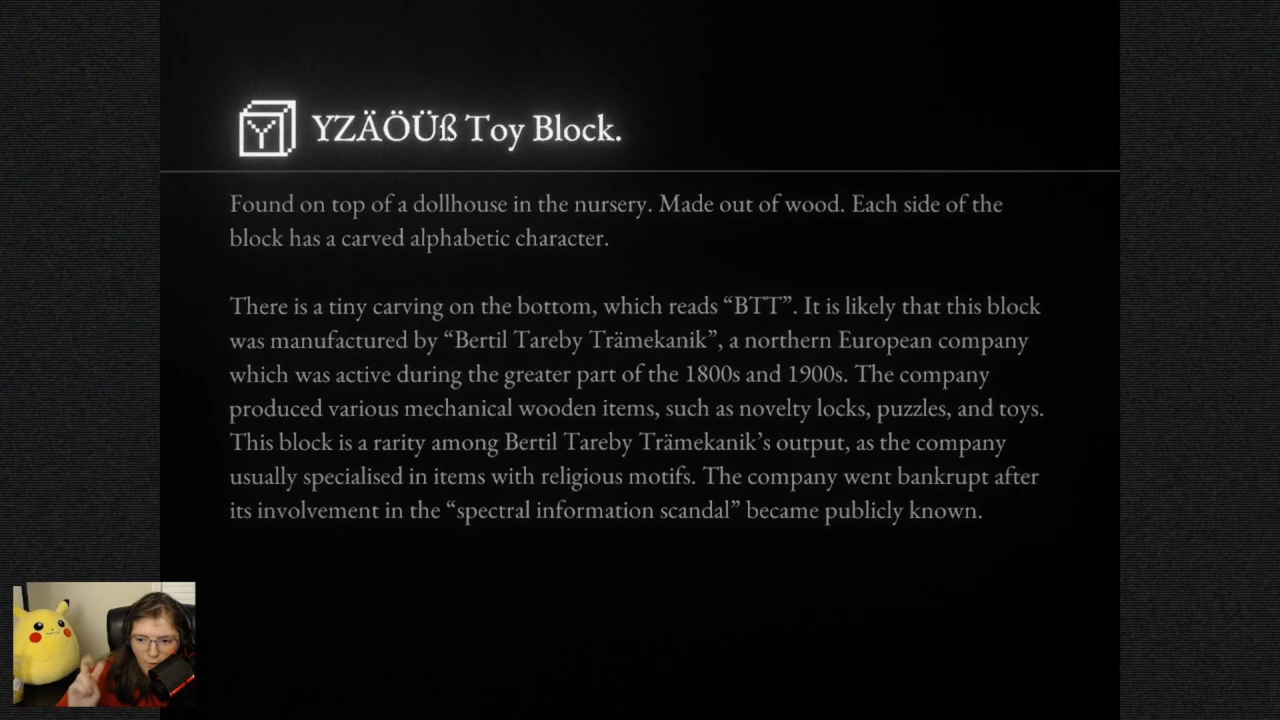 Y
YZÄÖÜß Toy Block.
Found on top of a dollhouse in the nursery. Made out of wood. Each side of the
block has a carved alphabetic character.
There is a tiny carving on the bottom, which reads “BTT”. It is likely that this block
was manufactured by “Bertil Tareby Trämekanik”, a northern European company
which was active during the greater part of the 1800s and 1900s. The company
produced various mechanical wooden items, such as novelty locks, puzzles, and toys.
This block is a rarity among Bertil Tareby Trämekanik’s output, as the company
usually specialised in items with religious motifs. The company went bankrupt after
its involvement in the “spectral information scandal” became publicly known.